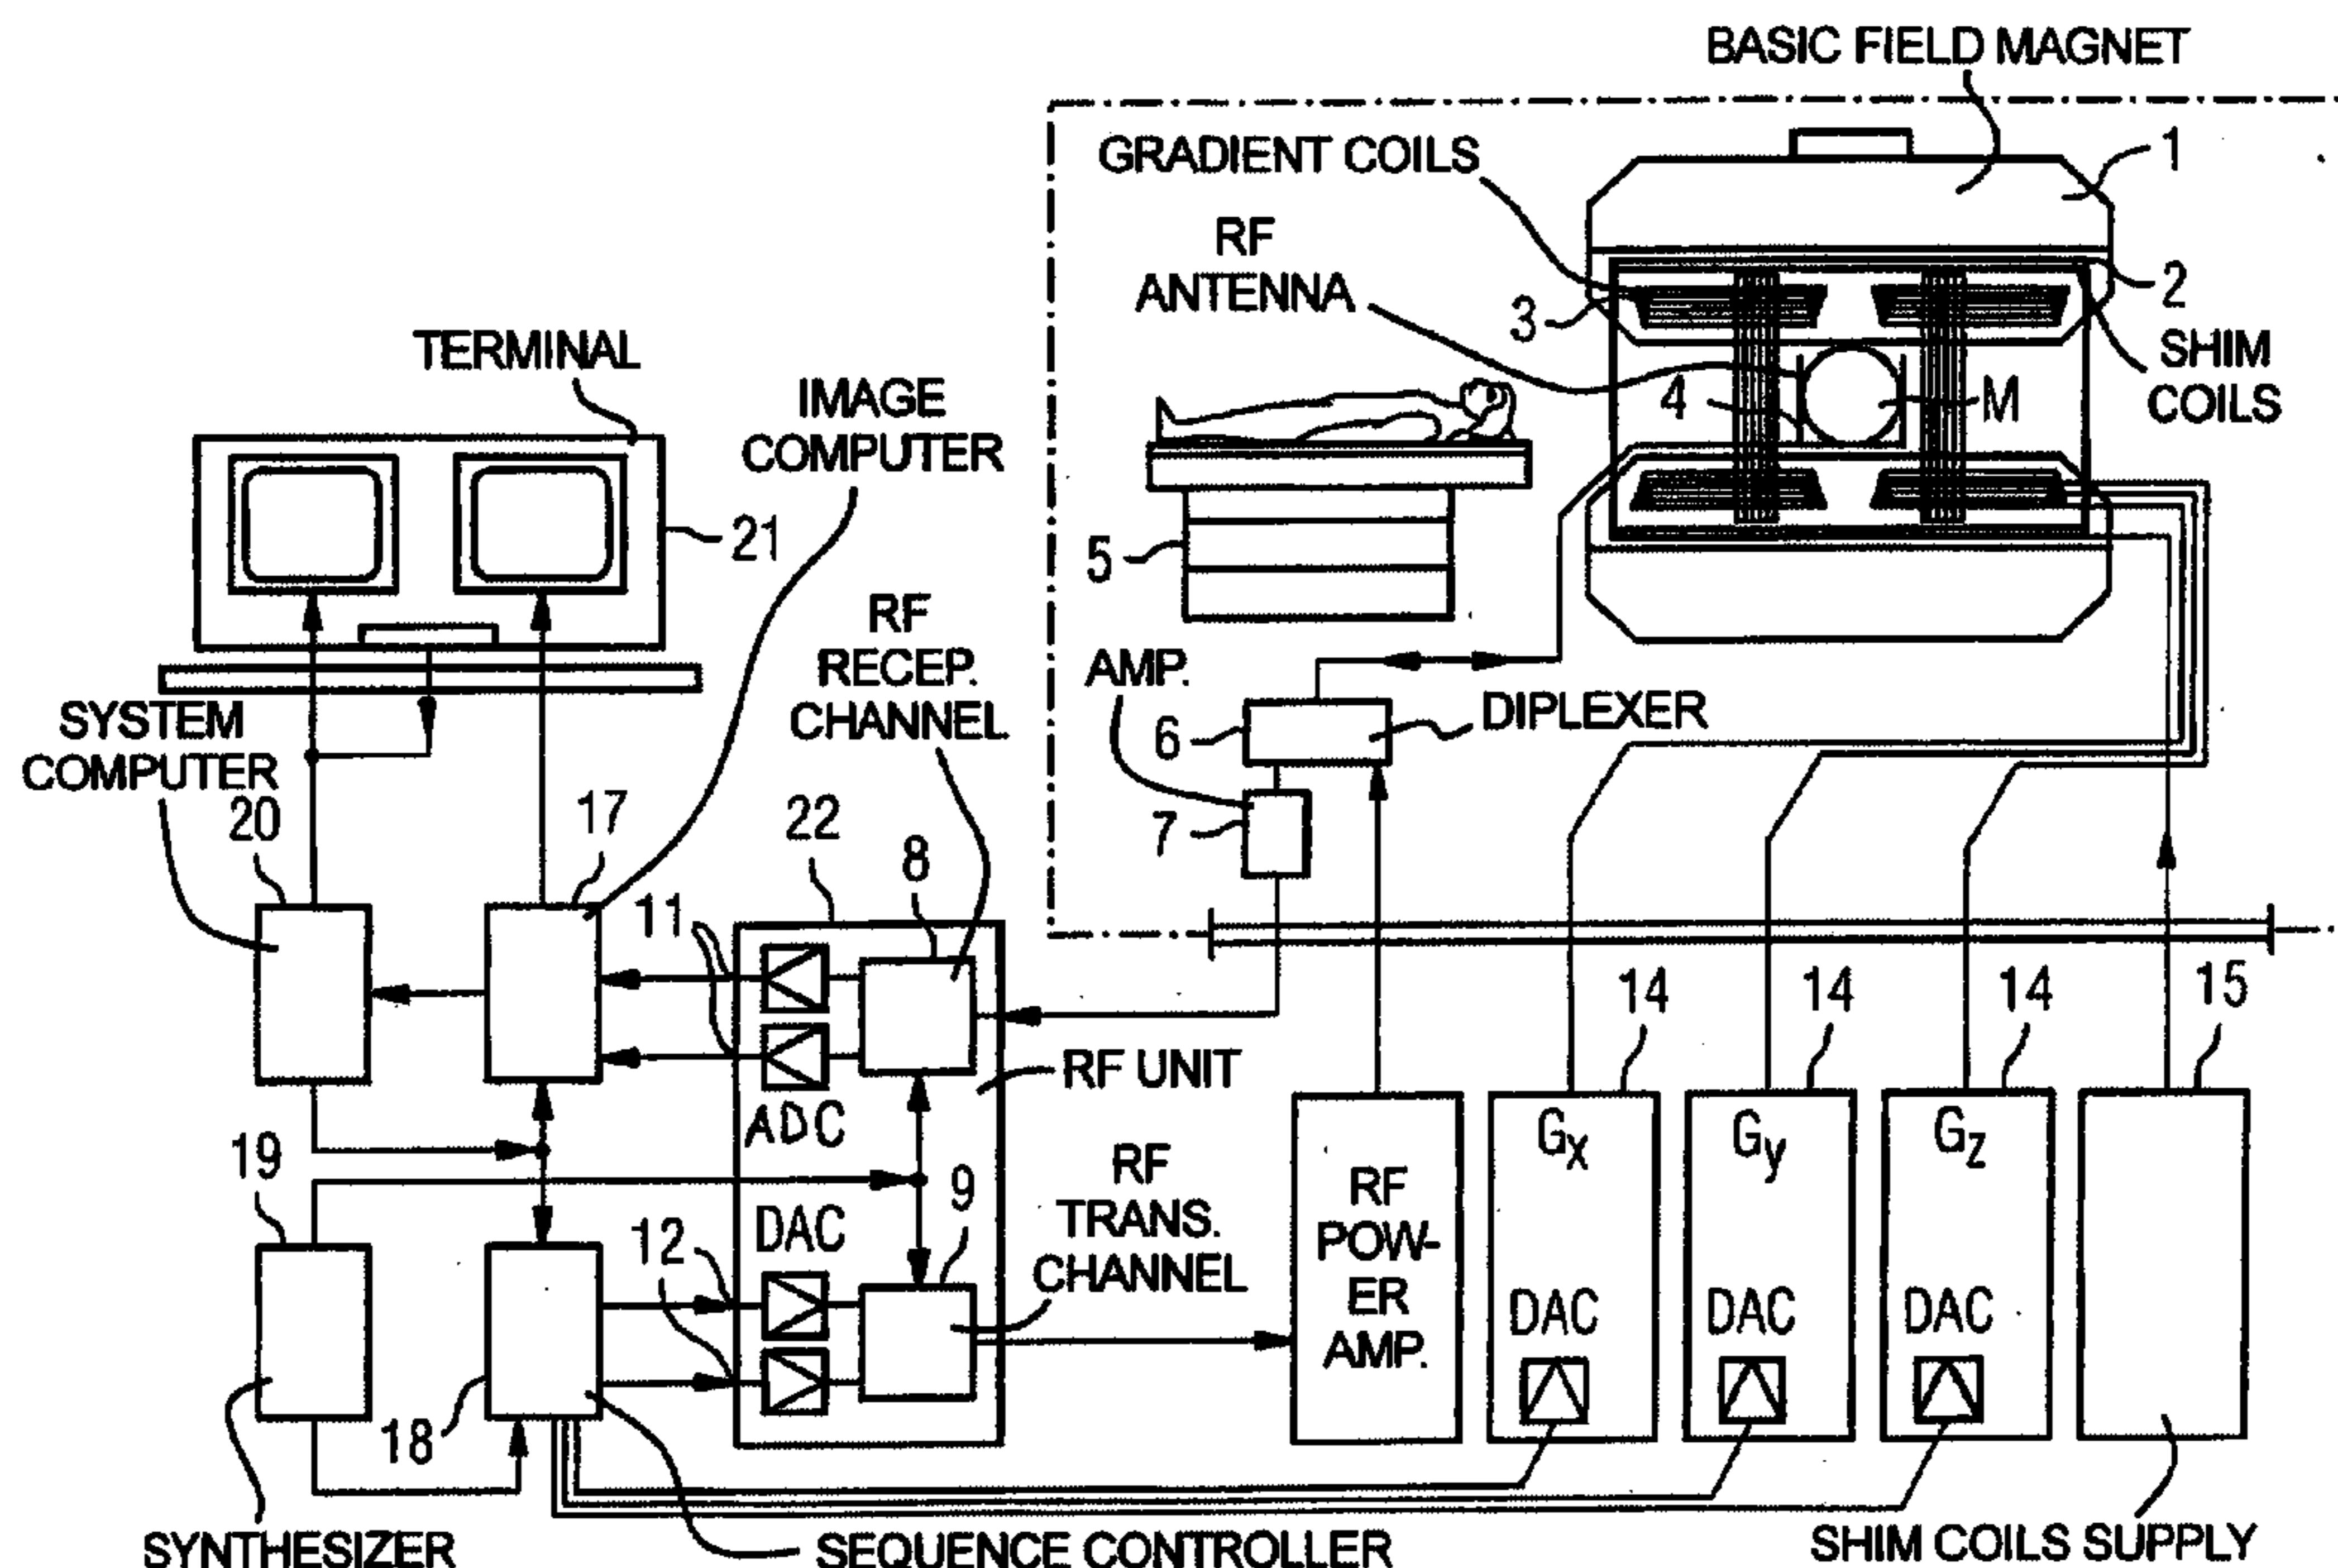 BASIC FIELD MAGNET
GRADIENT COILS
1
RF
ANTENNA
2
3
SHIM
COILS
4
M
TERMINAL
IMAGE
COMPUTER
21
5
RF
RECEP.
CHANNEL
AMP.
DIPLEXER
6
SYSTEM
COMPUTER
20
17
22
8
7
11
14
14
14
15
RF UNIT
ADC
Gx
Gy
Gz
19
9
RF
TRANS.
CHANNEL
DAC
12
RF
POW-
ER
AMP.
DAC
DAC
DAC
18
SYNTHESIZER
SEQUENCE CONTROLLER
SHIM COILS SUPPLY